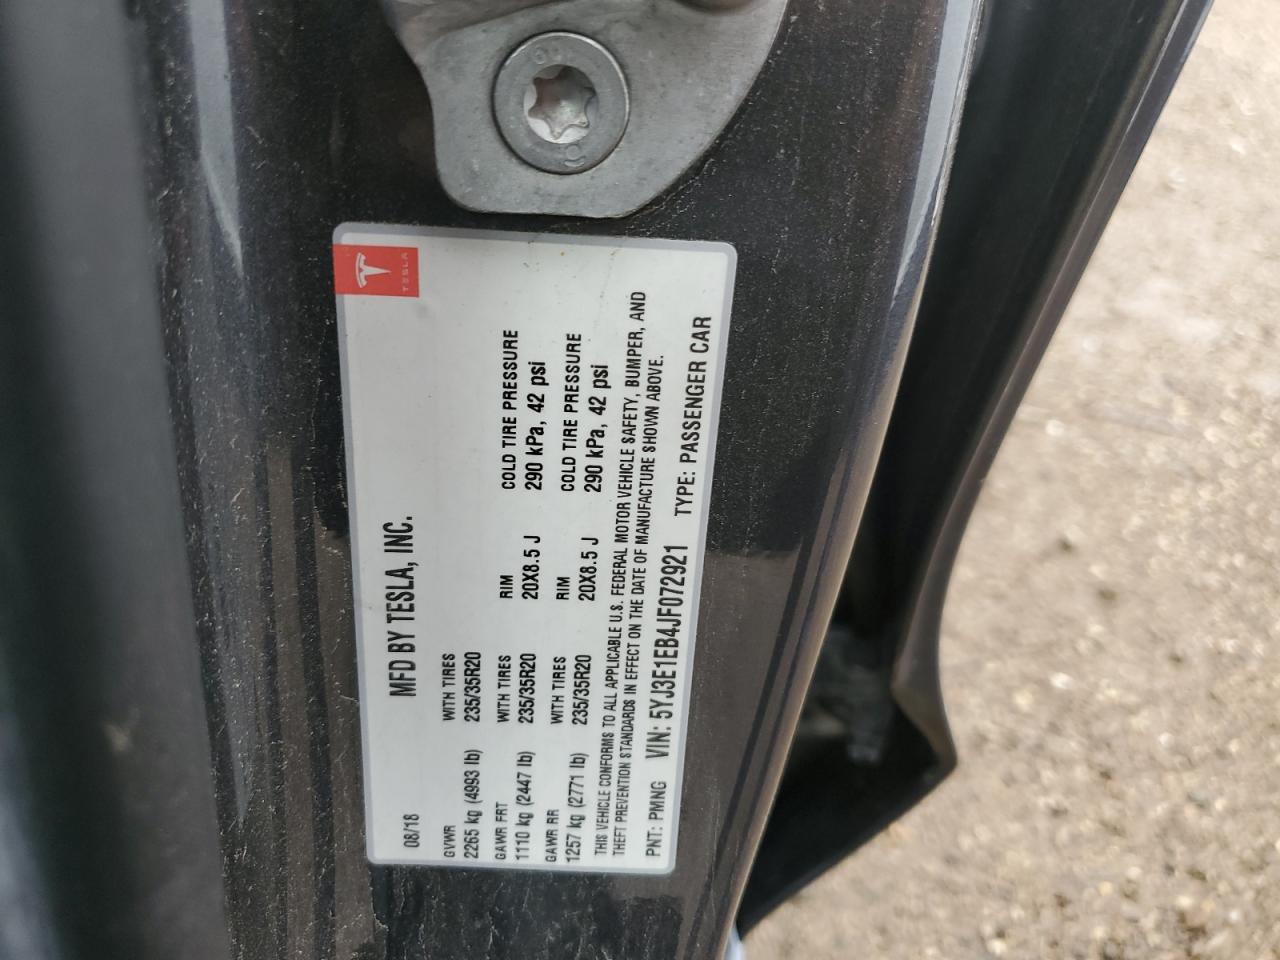 TESLA
MFD BY TESLA, INC.
08/18
GVWR WITH TIRES
2265 kg (4993 lb) 235/35R20
GAWR FRT WITH TIRES RIM COLD TIRE PRESSURE
1110 kg (2447 lb) 235/35R20 20X8.5 J 290 kPa, 42 psi
GAWR RR WITH TIRES RIM COLD TIRE PRESSURE
1257 kg (2771 lb) 235/35R20 20X8.5 J 290 kPa, 42 psi
THIS VEHICLE CONFORMS TO ALL APPLICABLE U.S. FEDERAL MOTOR VEHICLE SAFETY, BUMPER, AND
THEFT PREVENTION STANDARDS IN EFFECT ON THE DATE OF MANUFACTURE SHOWN ABOVE.
PNT: PMNG VIN: 5YJ3E1EB4JF072921 TYPE: PASSENGER CAR